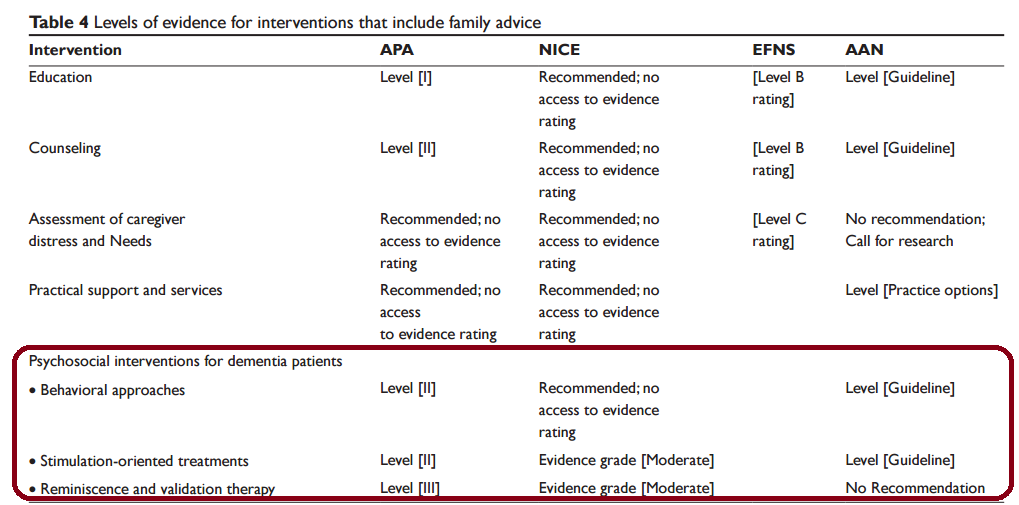 Table 4 Levels of evidence for interventions that include family advice
Intervention APA NICE EFNS AAN
Education Level [I] Recommended; no [Level B Level [Guideline]
access to evidence rating]
rating
Counseling Level [II] Recommended; no [Level B Level [Guideline]
access to evidence rating]
rating
Assessment of caregiver Recommended; no Recommended; no [Level C No recommendation;
distress and Needs access to evidence access to evidence rating] Call for research
rating rating
Practical support and services Recommended; no Recommended; no Level [Practice options]
access access to evidence
to evidence rating rating
Psychosocial interventions for dementia patients
• Behavioral approaches Level [II] Recommended; no Level [Guideline]
access to evidence
rating
• Stimulation-oriented treatments Level [II] Evidence grade [Moderate] Level [Guideline]
• Reminiscence and validation therapy Level [III] Evidence grade [Moderate] No Recommendation